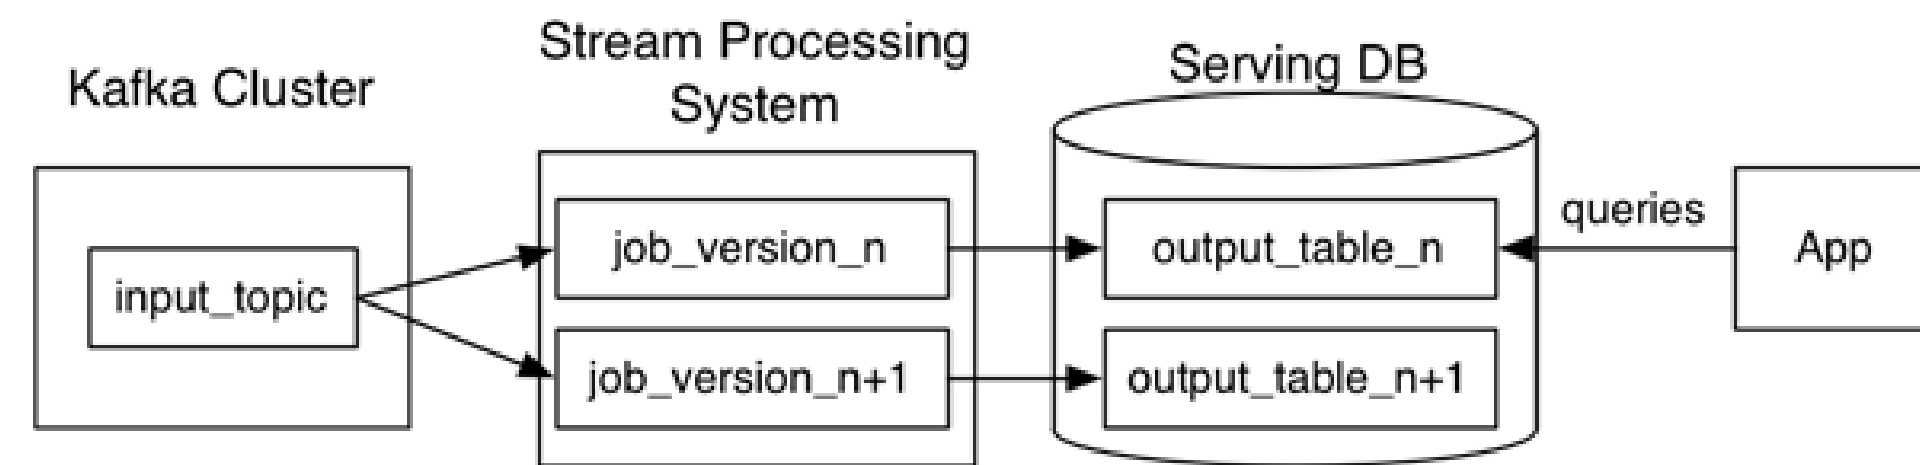 Kafka Cluster
Stream Processing
System
Serving DB
input_topic
job_version_n
job_version_n+1
output_table_n
output_table_n+1
queries
App